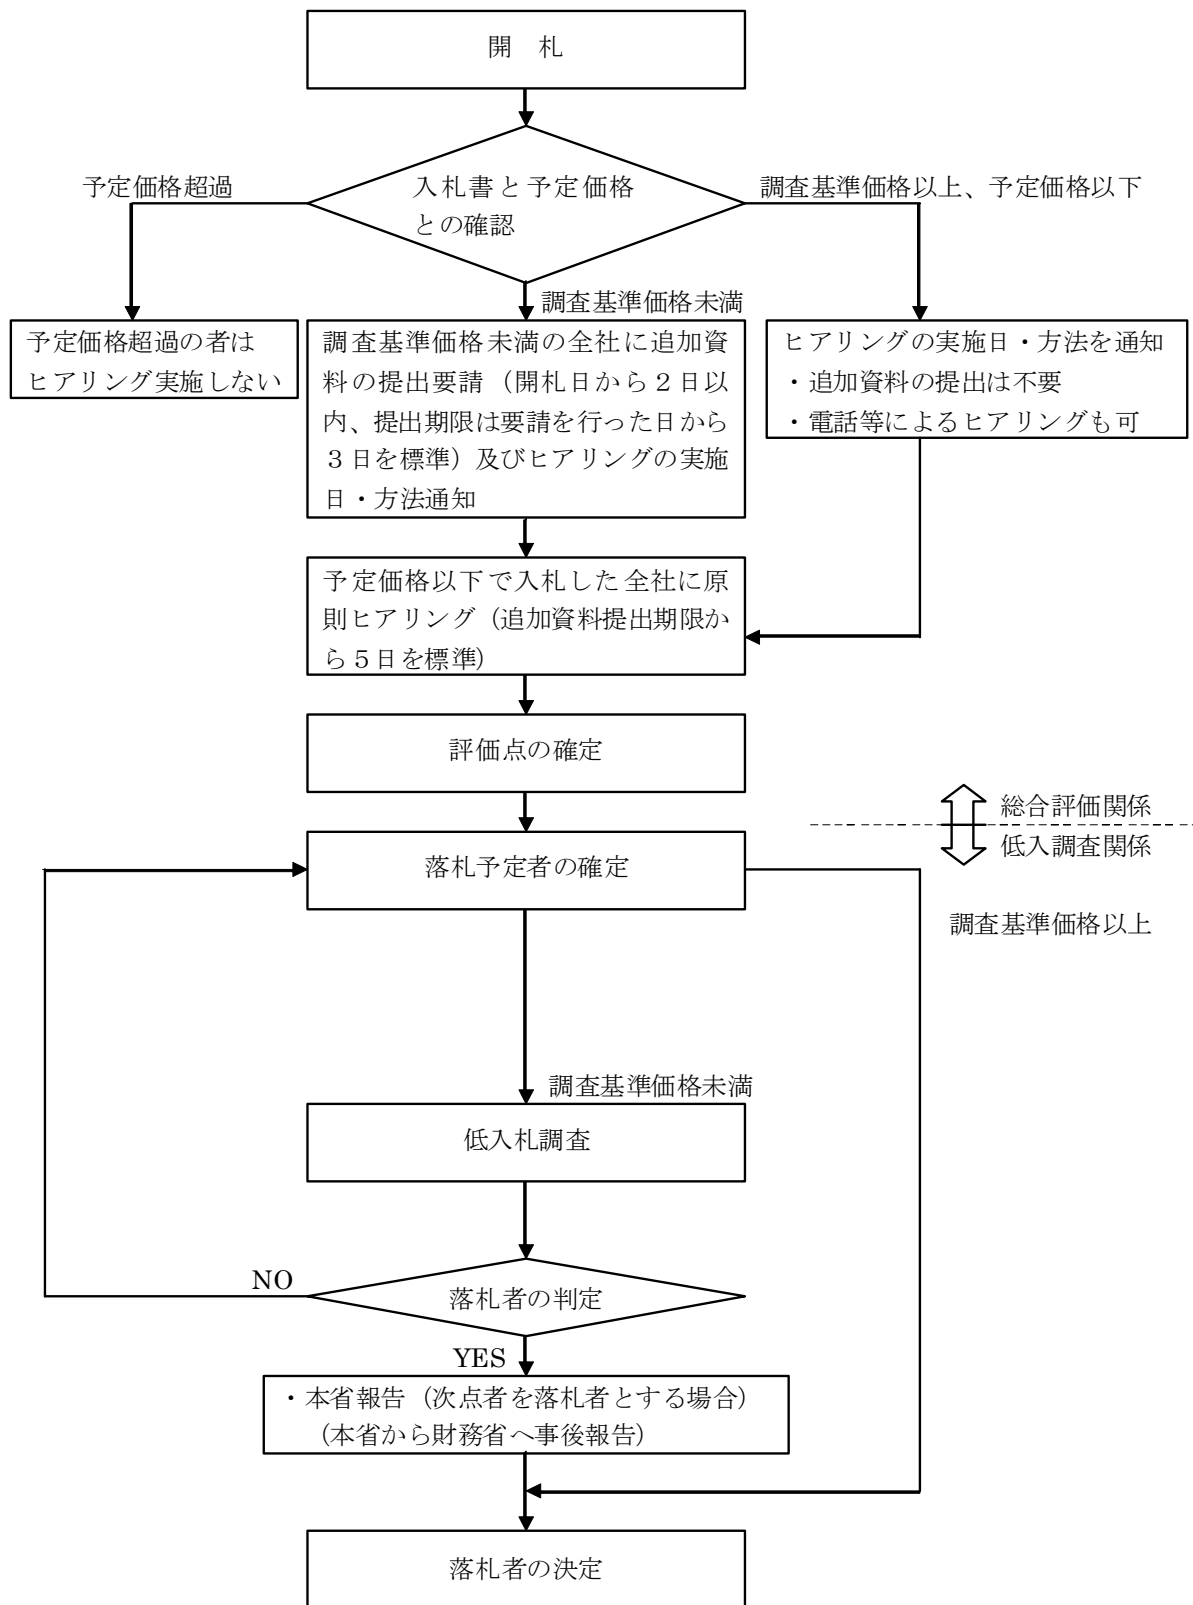 開 札
入札書と予定価格
との確認
予定価格超過
調査基準価格以上、予定価格以下
調査基準価格未満
予定価格超過の者は
ヒアリング実施しない
調査基準価格未満の全社に追加資
料の提出要請（開札日から２日以
内、提出期限は要請を行った日から
３日を標準）及びヒアリングの実施
日・方法通知
ヒアリングの実施日・方法を通知
・追加資料の提出は不要
・電話等によるヒアリングも可
予定価格以下で入札した全社に原
則ヒアリング（追加資料提出期限か
ら５日を標準）
評価点の確定
総合評価関係
低入調査関係
落札予定者の確定
調査基準価格以上
調査基準価格未満
低入札調査
NO
落札者の判定
YES
・本省報告（次点者を落札者とする場合）
（本省から財務省へ事後報告）
落札者の決定